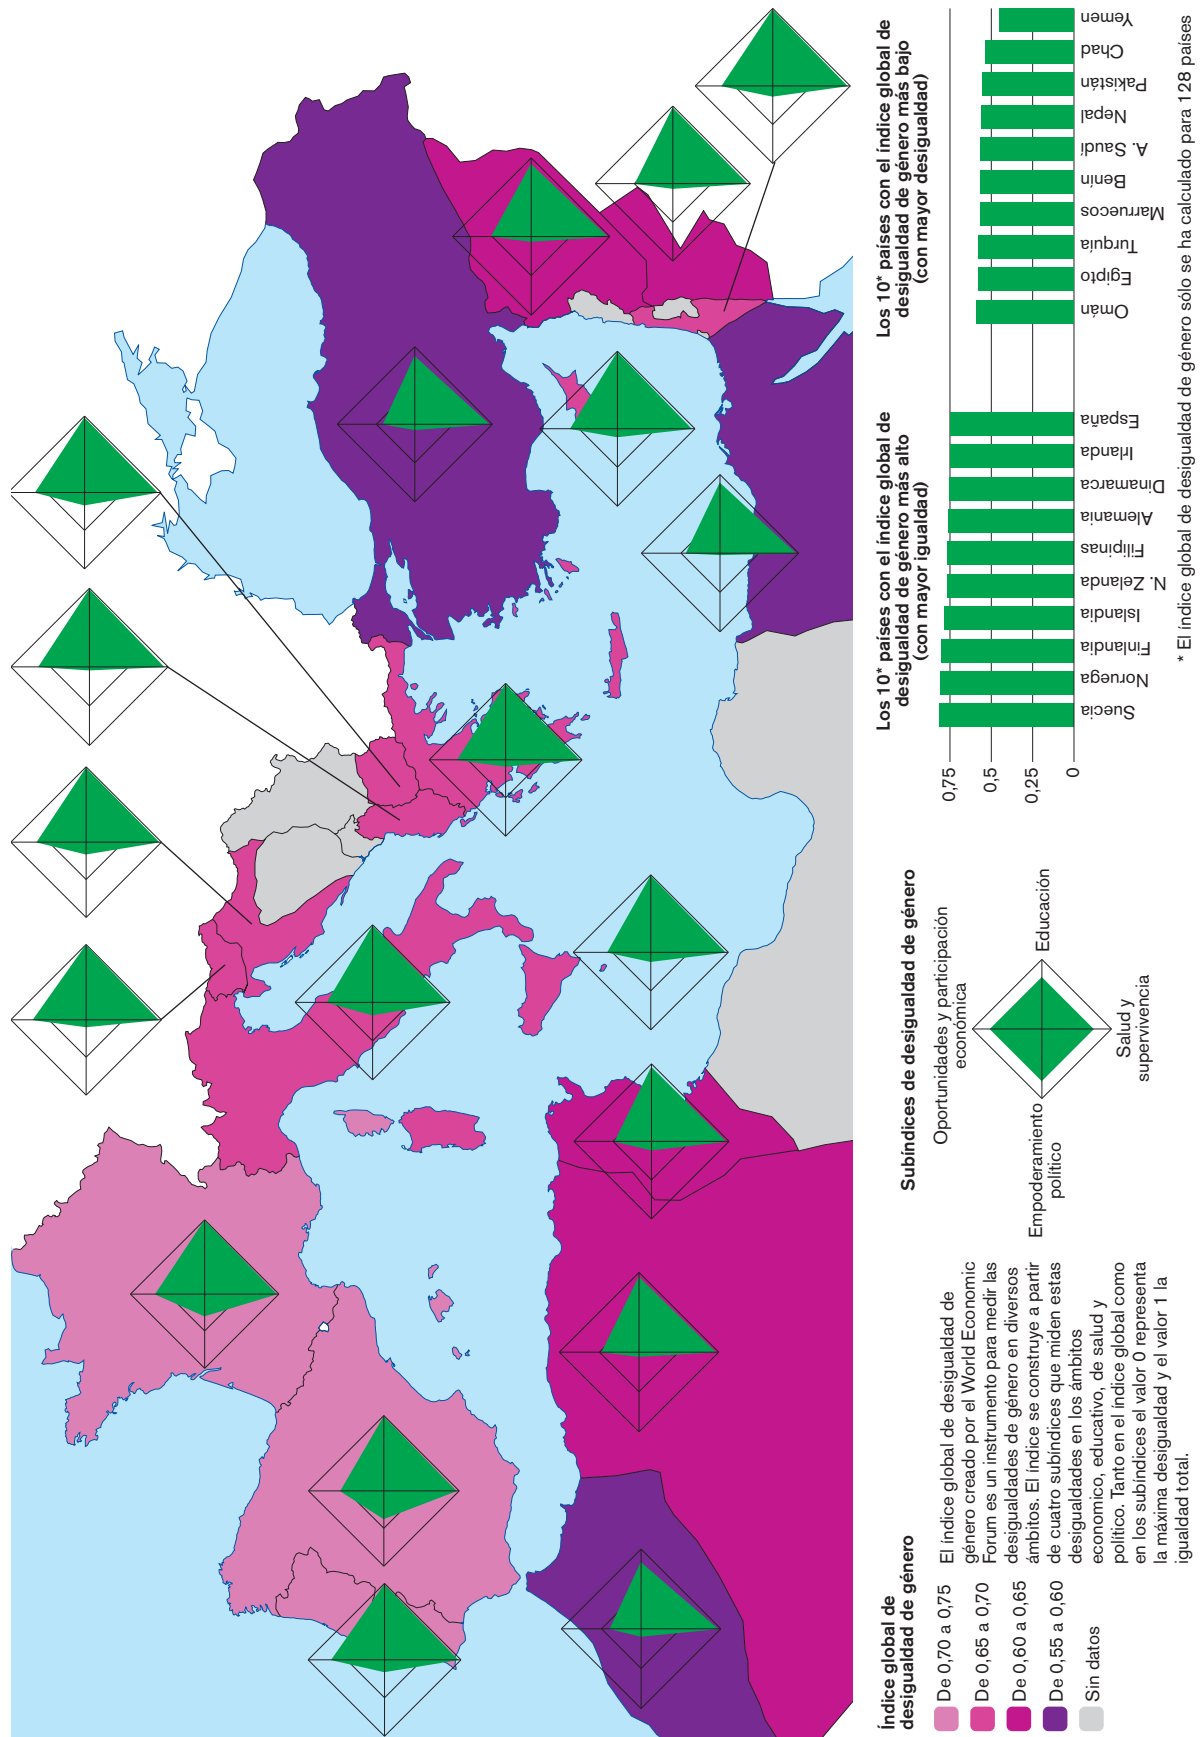 Índice global de
desigualdad de género
De 0,70 a 0,75
De 0,65 a 0,70
De 0,60 a 0,65
De 0,55 a 0,60
Sin datos
El índice global de desigualdad de
género creado por el World Economic
Forum es un instrumento para medir las
desigualdades de género en diversos
ámbitos. El índice se construye a partir
de cuatro subíndices que miden estas
desigualdades en los ámbitos
economico, educativo, de salud y
político. Tanto en el índice global como
en los subíndices el valor 0 representa
la máxima desigualdad y el valor 1 la
igualdad total.
Subíndices de desigualdad de género
Oportunidades y participación
económica
Educación
Empoderamiento
político
Salud y
supervivencia
Los 10* países con el índice global de
desigualdad de género más alto
(con mayor igualdad)
Los 10* países con el índice global de
desigualdad de género más bajo
(con mayor desigualdad)
0,75
0,5
0,25
0
Suecia
Noruega
Finlandia
Islandia
N. Zelanda
Filipinas
Alemania
Dinamarca
Irlanda
España
Omán
Egipto
Turquía
Marruecos
Benín
A. Saudí
Nepal
Pakistán
Chad
Yemen
* El índice global de desigualdad de género sólo se ha calculado para 128 países